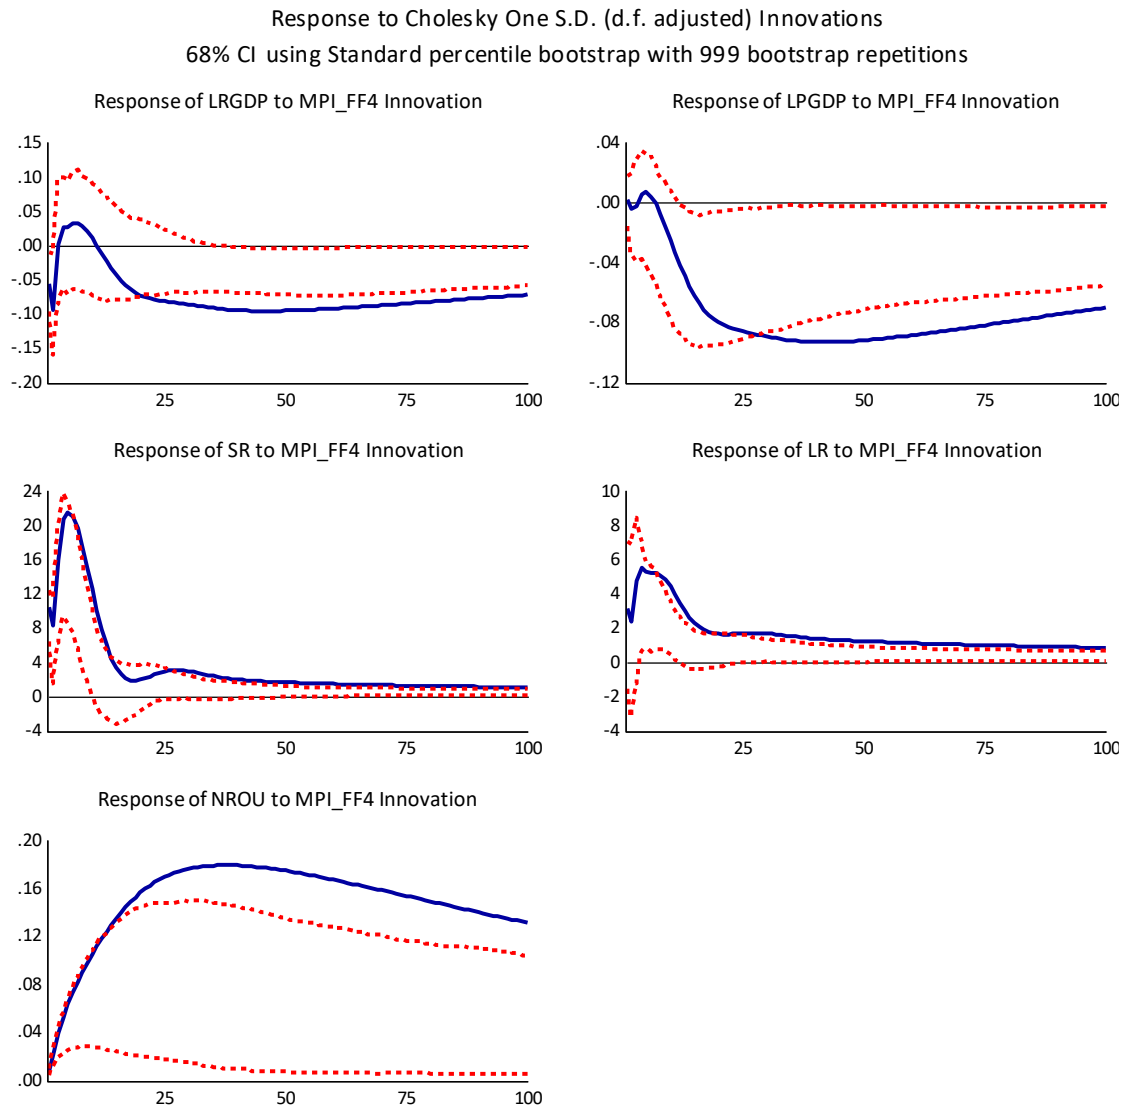 Response to Cholesky One S.D. (d.f. adjusted) Innovations
68% CI using Standard percentile bootstrap with 999 bootstrap repetitions
Response of LRGDP to MPI_FF4 Innovation
.15
.10
.05
.00
-.05
-.10
-.15
-.20
25 50 75 100
Response of LPGDP to MPI_FF4 Innovation
.04
.00
-.04
-.08
-.12
25 50 75 100
Response of SR to MPI_FF4 Innovation
24
20
16
12
8
4
0
-4
25 50 75 100
Response of LR to MPI_FF4 Innovation
10
8
6
4
2
0
-2
-4
25 50 75 100
Response of NROU to MPI_FF4 Innovation
.20
.16
.12
.08
.04
.00
25 50 75 100